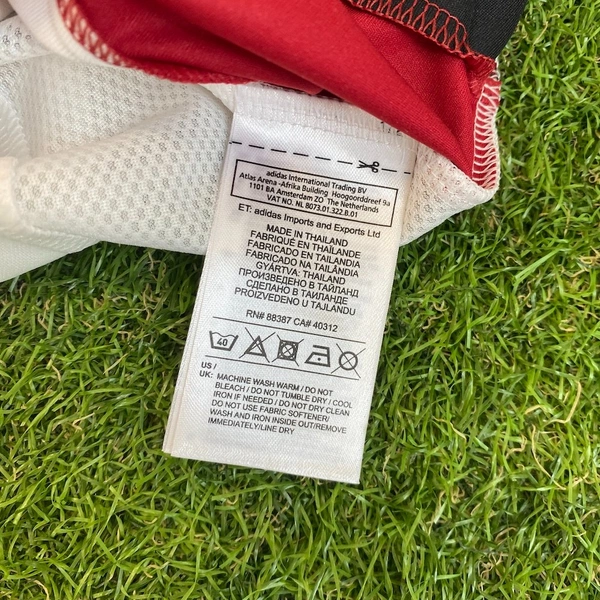 adidas International Trading BV
Atlas Arena -Afrika Building Hoogoorddreef 9a
1101 BA Amsterdam ZO The Netherlands
VAT NO. NL 8073.01.322.B.01
ET: adidas Imports and Exports Ltd
MADE IN THAILAND
FABRIQUÉ EN THAÏLANDE
FABRICADO EN TAILANDIA
FABRICADO NA TAILÂNDIA
GYÁRTVA: THAILAND
ПРОИЗВЕДЕНО В ТАЙЛАНД
СДЕЛАНО В ТАИЛАНДЕ
PROIZVEDENO U TAJLANDU
RN# 88387 CA# 40312
40
US /
UK: MACHINE WASH WARM / DO NOT
BLEACH / DO NOT TUMBLE DRY / COOL
IRON IF NEEDED / DO NOT DRY CLEAN
DO NOT USE FABRIC SOFTENER/
WASH AND IRON INSIDE OUT/REMOVE
IMMEDIATELY/LINE DRY